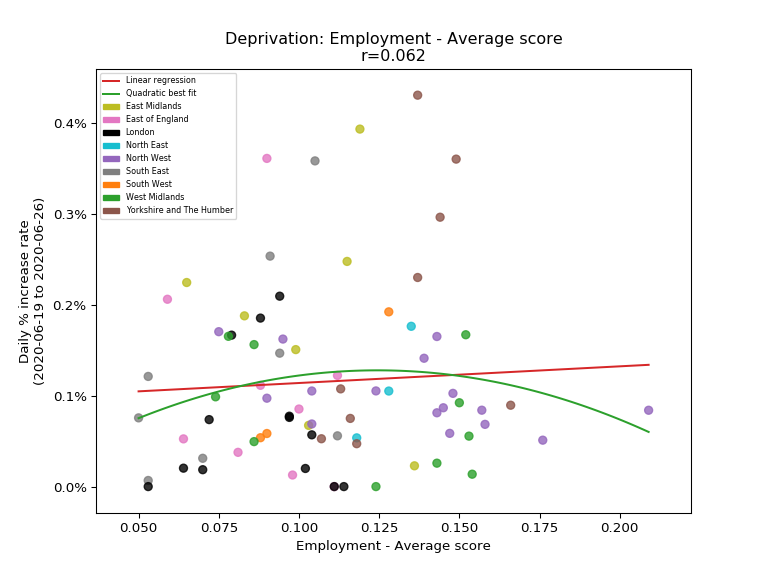 Deprivation: Employment - Average score
r=0.062
Linear regression
Quadratic best fit
East Midlands
East of England
London
North East
North West
South East
South West
West Midlands
Yorkshire and The Humber
0.4%
0.3%
0.2%
0.1%
0.0%
Daily % increase rate
(2020-06-19 to 2020-06-26)
0.050
0.075
0.100
0.125
0.150
0.175
0.200
Employment - Average score